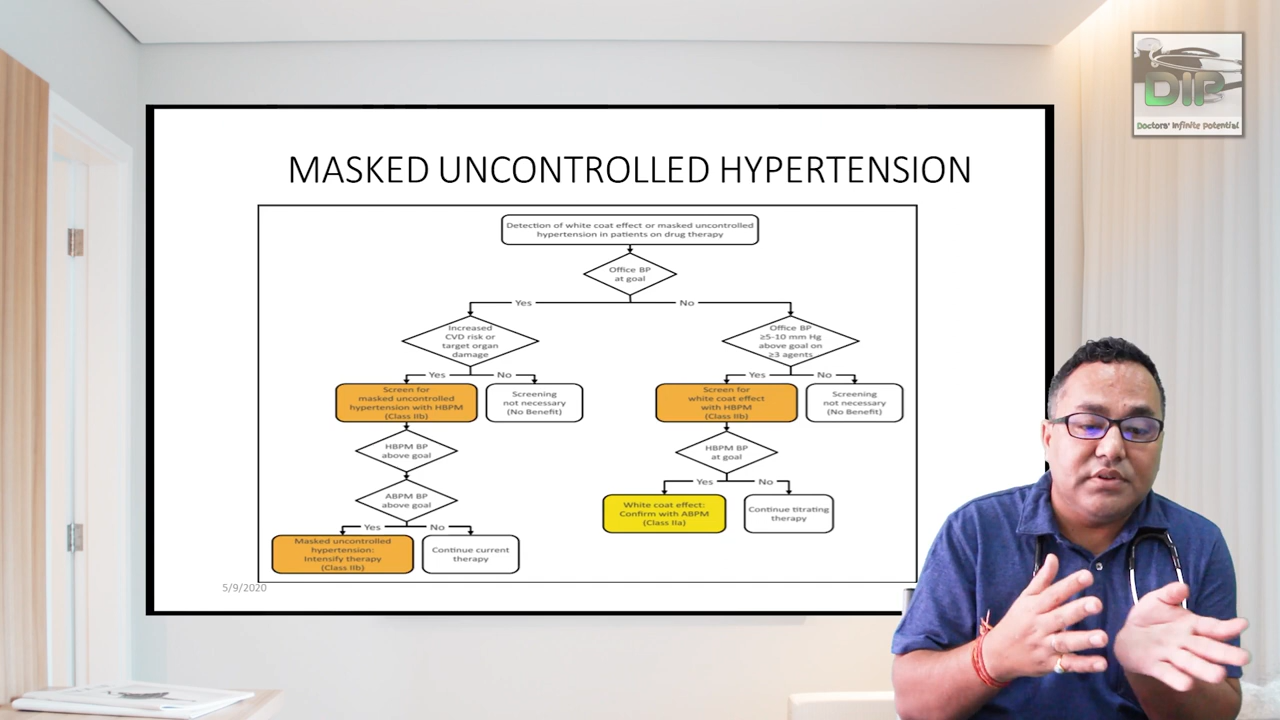 DiP
Doctors' Infinite Potential
MASKED UNCONTROLLED HYPERTENSION
Detection of white coat effect or masked uncontrolled
hypertension in patients on drug therapy
Office BP
at goal
Yes
No
Increased
CVD risk or
target organ
damage
Office BP
≥5-10 mm Hg
above goal on
≥3 agents
Yes
No
Yes
No
Screen for
masked uncontrolled
hypertension with HBPM
(Class IIb)
Screening
not necessary
(No Benefit)
Screen for
white coat effect
with HBPM
(Class IIb)
Screening
not necessary
(No Benefit)
HBPM BP
above goal
HBPM BP
at goal
ABPM BP
above goal
Yes
No
White coat effect:
Confirm with ABPM
(Class IIa)
Continue titrating
therapy
Yes
No
Masked uncontrolled
hypertension:
Intensify therapy
(Class IIb)
Continue current
therapy
5/9/2020